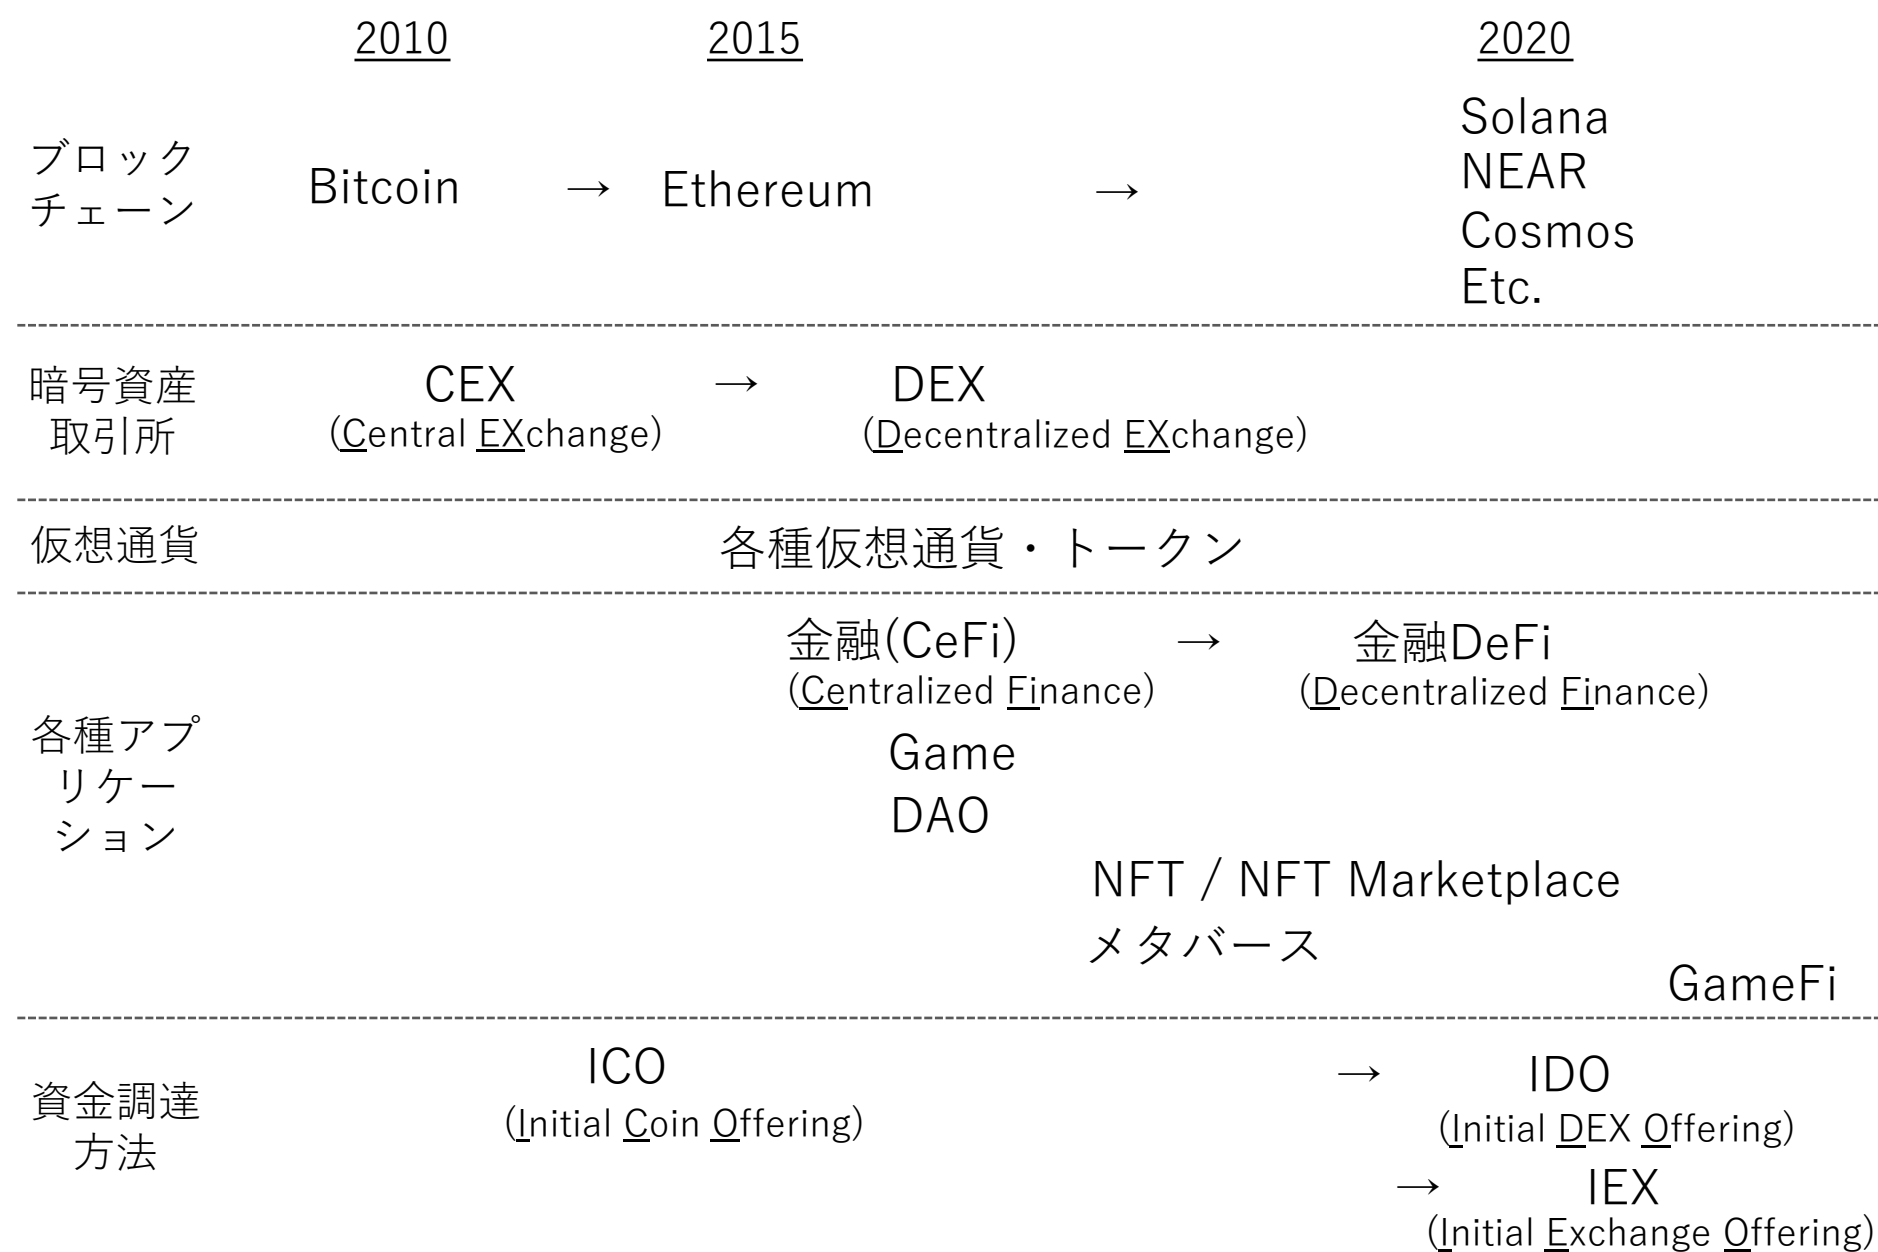 2010 2015 2020
ブロック
チェーン
Bitcoin → Ethereum →
Solana
NEAR
Cosmos
Etc.
暗号資産
取引所
CEX → DEX
(Central EXchange) (Decentralized EXchange)
仮想通貨 各種仮想通貨・トークン
各種アプ
リケー
ション
金融(CeFi) → 金融DeFi
(Centralized Finance) (Decentralized Finance)
Game
DAO
NFT / NFT Marketplace
メタバース
GameFi
資金調達
方法
ICO → IDO
(Initial Coin Offering) (Initial DEX Offering)
→ IEX
(Initial Exchange Offering)